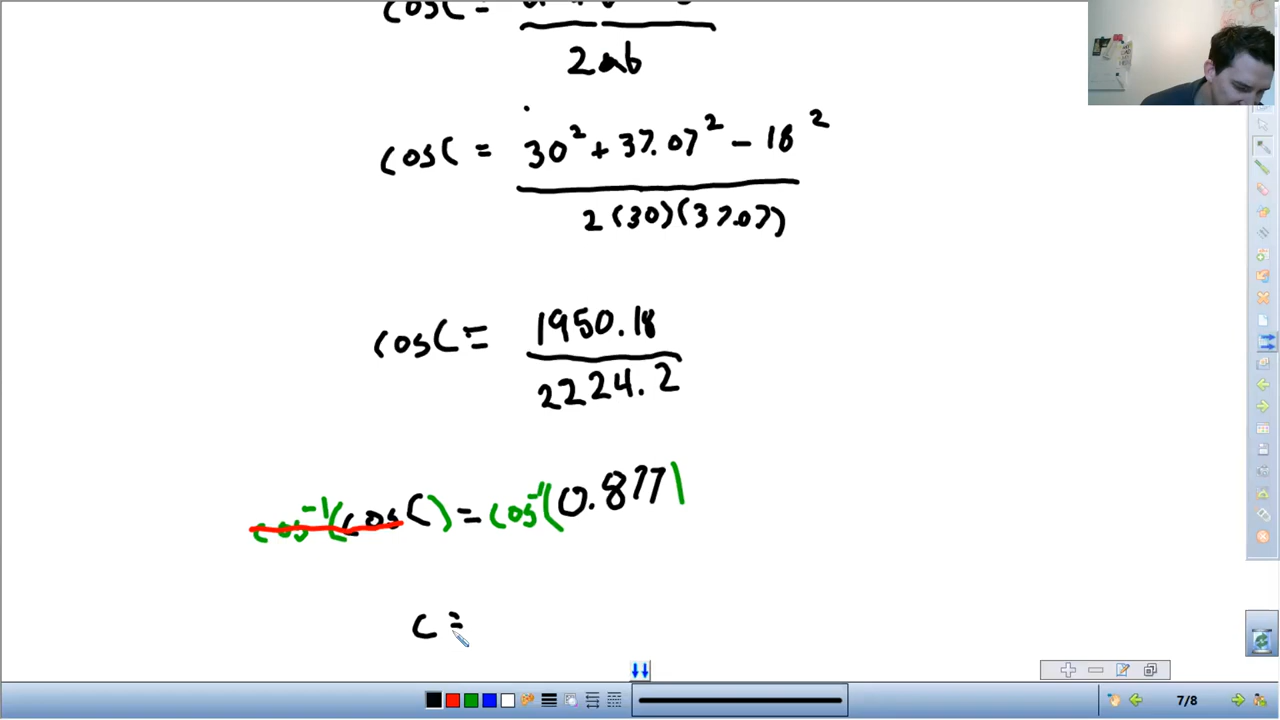 cosC =
2ab
cosC = 30² + 37.07² - 18²
2(30)(37.07)
cosC = 1950.18
2224.2
cos⁻¹(cosC) = cos⁻¹(0.877)
C =
7/8